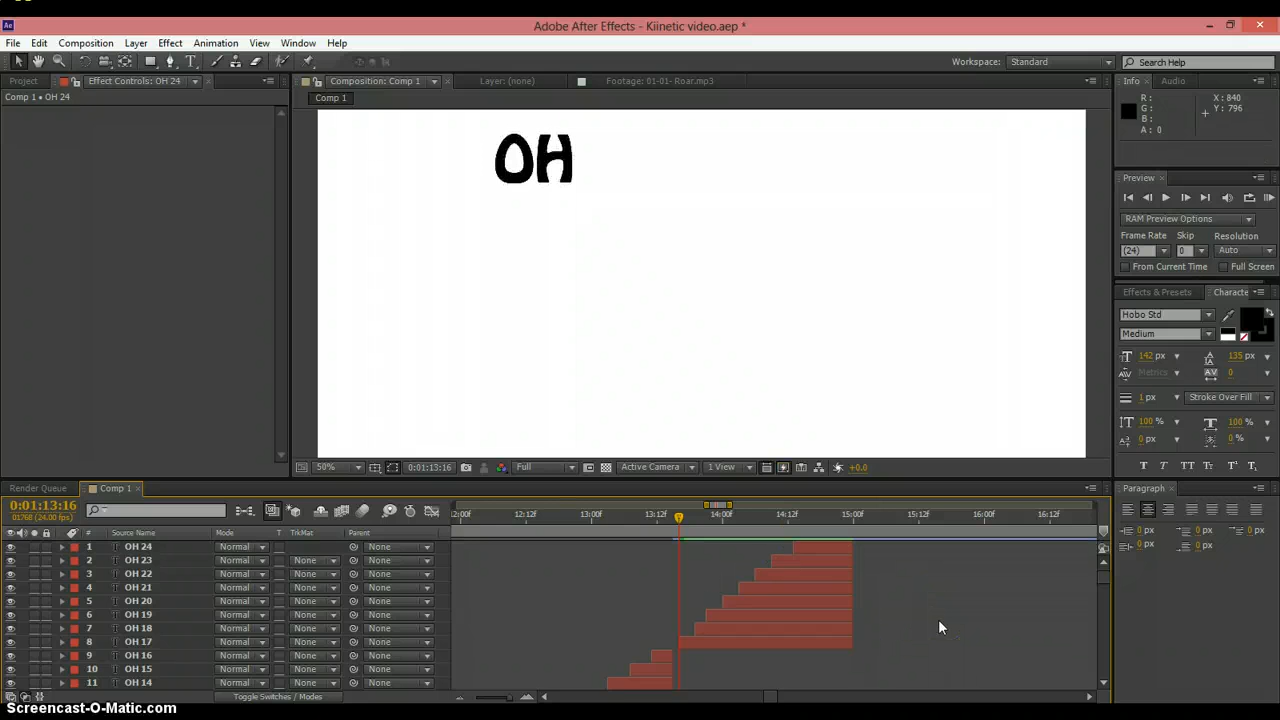 Ae Adobe After Effects - Kiinetic video.aep *
File Edit Composition Layer Effect Animation View Window Help
Workspace: Standard Search Help
Project Effect Controls: OH 24 Composition: Comp 1 Layer: (none) Footage: 01-01- Roar.mp3 Info Audio
Comp 1 • OH 24 Comp 1
R: X: 840
G: Y: 796
B:
A: 0
OH
Preview
RAM Preview Options
Frame Rate Skip Resolution
(24) 0 Auto
From Current Time Full Screen
Effects & Presets Characte
Hobo Std
Medium
142 px 135 px
Metrics 0
1 px Stroke Over Fill
100 % 100 %
0 px 0 %
T T TT Tr T¹ T₁
50% 0:01:13:16 Full Active Camera 1 View +0.0
Render Queue Comp 1 Paragraph
0:01:13:16
01768 (24.00 fps)
2:00f 12:12f 13:00f 13:12f 14:00f 14:12f 15:00f 15:12f 16:00f 16:12f
# Source Name Mode T TrkMat Parent
0 px 0 px 0 px
0 px 0 px
1 T OH 24 Normal None
2 T OH 23 Normal None None
3 T OH 22 Normal None None
4 T OH 21 Normal None None
5 T OH 20 Normal None None
6 T OH 19 Normal None None
7 T OH 18 Normal None None
8 T OH 17 Normal None None
9 T OH 16 Normal None None
10 T OH 15 Normal None None
11 T OH 14 Normal None None
Toggle Switches / Modes
Screencast-O-Matic.com